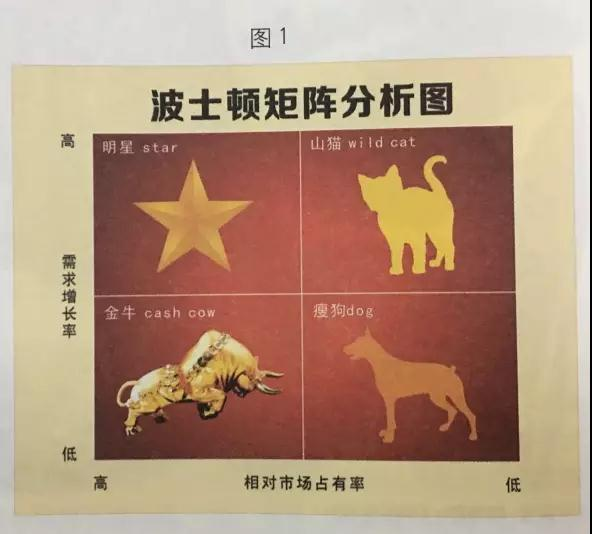 图1
波士顿矩阵分析图
高
明星 star
山猫 wild cat
需求增长率
金牛 cash cow
瘦狗dog
低
高
相对市场占有率
低